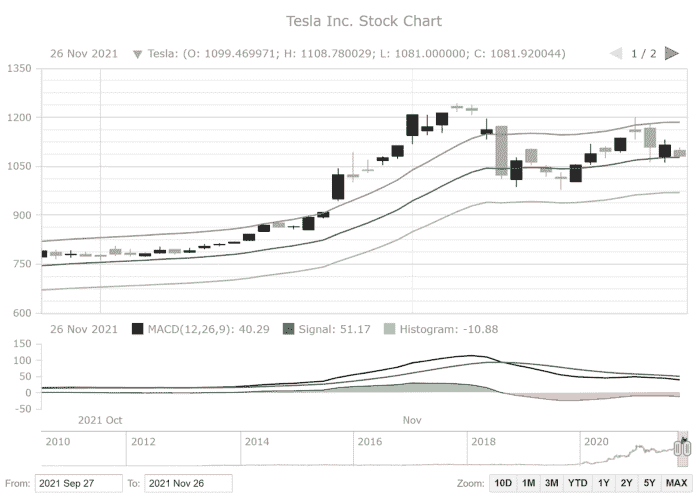 Tesla Inc. Stock Chart
26 Nov 2021 Tesla: (O: 1099.469971; H: 1108.780029; L: 1081.000000; C: 1081.920044) 1 / 2
1350
1200
1050
900
750
600
26 Nov 2021 MACD(12,26,9): 40.29 Signal: 51.17 Histogram: -10.88
150
100
50
0
-50
2021 Oct Nov
2010 2012 2014 2016 2018 2020
From: 2021 Sep 27 To: 2021 Nov 26 Zoom: 10D 1M 3M YTD 1Y 2Y 5Y MAX